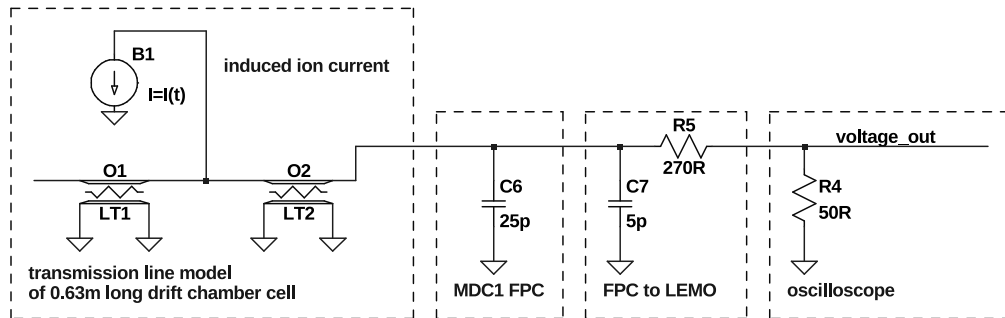 B1
I=I(t)
induced ion current
O1
LT1
O2
LT2
transmission line model
of 0.63m long drift chamber cell
C6
25p
MDC1 FPC
C7
5p
R5
270R
FPC to LEMO
voltage_out
R4
50R
oscilloscope